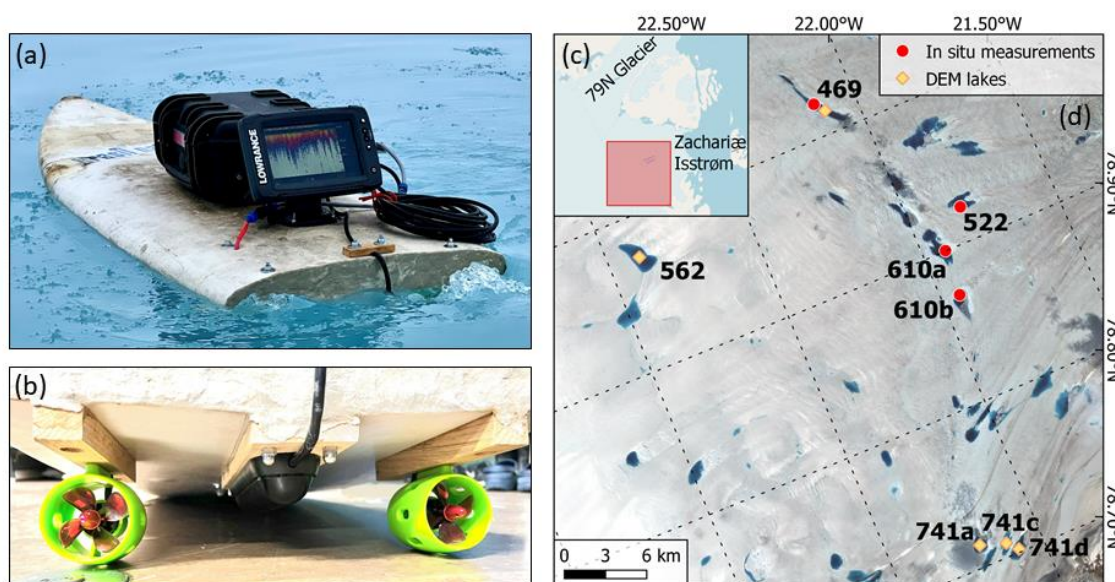 (a)
LOWRANCE
(b)
22.50°W
22.00°W
21.50°W
(c)
79N Glacier
Zachariæ
Isstrøm
In situ measurements
DEM lakes
(d)
469
522
562
610a
610b
78.90°N
78.80°N
78.70°N
741a
741c
741d
0 3 6 km